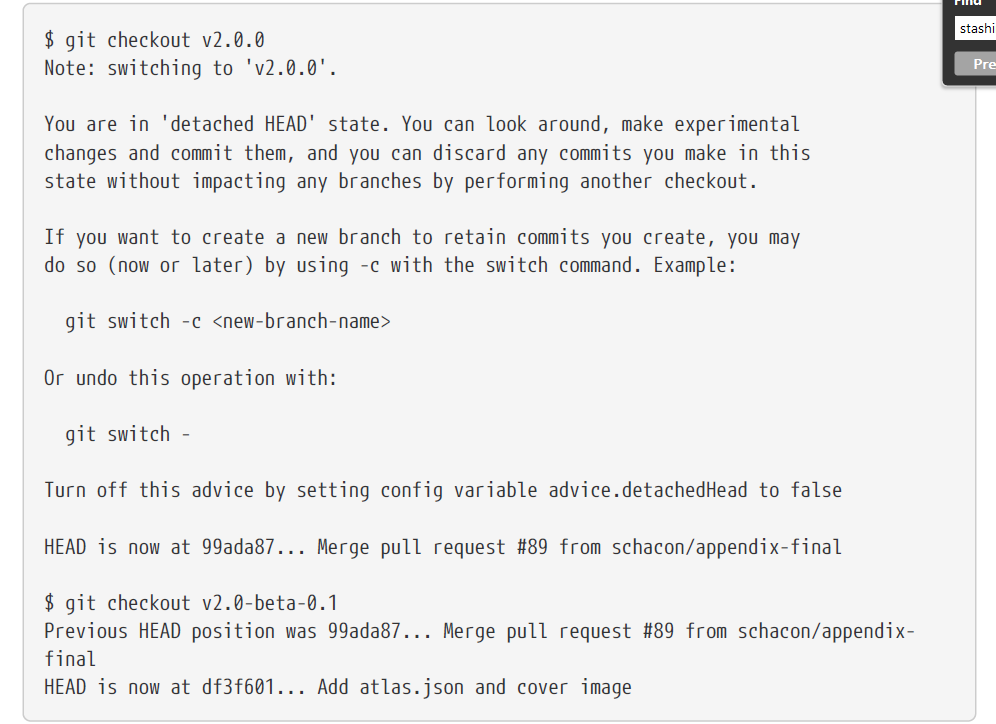 Find
stashi
Pre
$ git checkout v2.0.0
Note: switching to 'v2.0.0'.
You are in 'detached HEAD' state. You can look around, make experimental
changes and commit them, and you can discard any commits you make in this
state without impacting any branches by performing another checkout.
If you want to create a new branch to retain commits you create, you may
do so (now or later) by using -c with the switch command. Example:
git switch -c <new-branch-name>
Or undo this operation with:
git switch -
Turn off this advice by setting config variable advice.detachedHead to false
HEAD is now at 99ada87... Merge pull request #89 from schacon/appendix-final
$ git checkout v2.0-beta-0.1
Previous HEAD position was 99ada87... Merge pull request #89 from schacon/appendix-
final
HEAD is now at df3f601... Add atlas.json and cover image